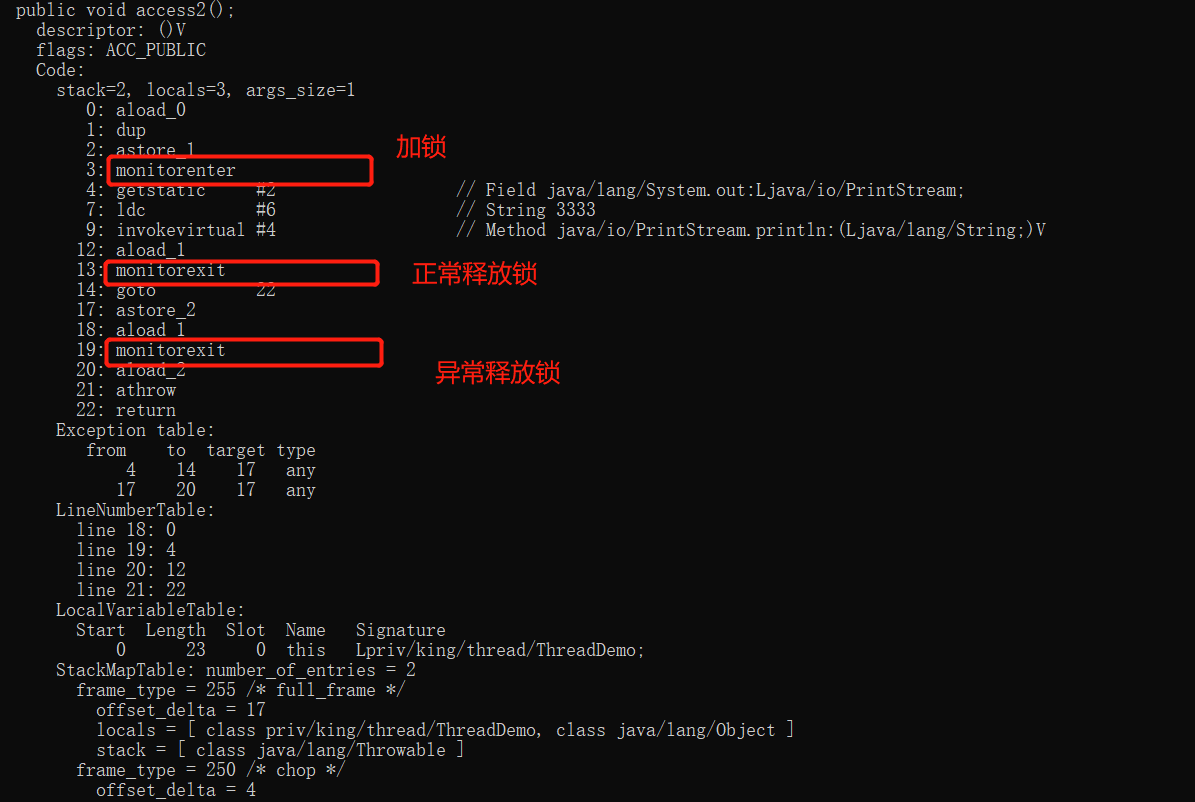 public void access2();
descriptor: ()V
flags: ACC_PUBLIC
Code:
stack=2, locals=3, args_size=1
0: aload_0
1: dup
2: astore_1
加锁
3: monitorenter
4: getstatic #2 // Field java/lang/System.out:Ljava/io/PrintStream;
7: ldc #6 // String 3333
9: invokevirtual #4 // Method java/io/PrintStream.println:(Ljava/lang/String;)V
12: aload_1
13: monitorexit 正常释放锁
14: goto 22
17: astore_2
18: aload_1
19: monitorexit
20: aload_2 异常释放锁
21: athrow
22: return
Exception table:
from to target type
4 14 17 any
17 20 17 any
LineNumberTable:
line 18: 0
line 19: 4
line 20: 12
line 21: 22
LocalVariableTable:
Start Length Slot Name Signature
0 23 0 this Lpriv/king/thread/ThreadDemo;
StackMapTable: number_of_entries = 2
frame_type = 255 /* full_frame */
offset_delta = 17
locals = [ class priv/king/thread/ThreadDemo, class java/lang/Object ]
stack = [ class java/lang/Throwable ]
frame_type = 250 /* chop */
offset_delta = 4